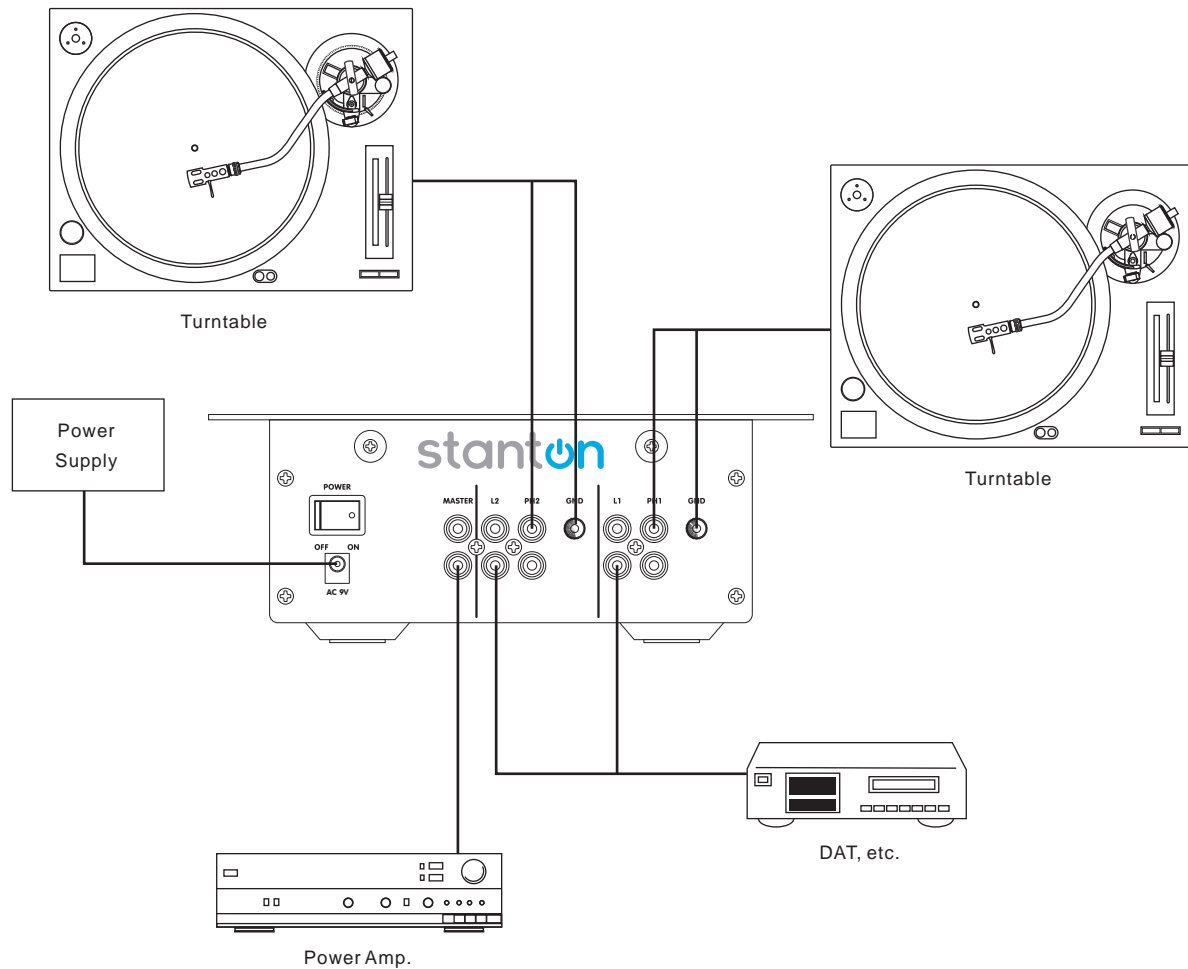 Turntable
Turntable
Power
Supply
stanton
POWER
OFF ON
AC 9V
MASTER L2 PH2 GND L1 PH1 GND
DAT, etc.
Power Amp.